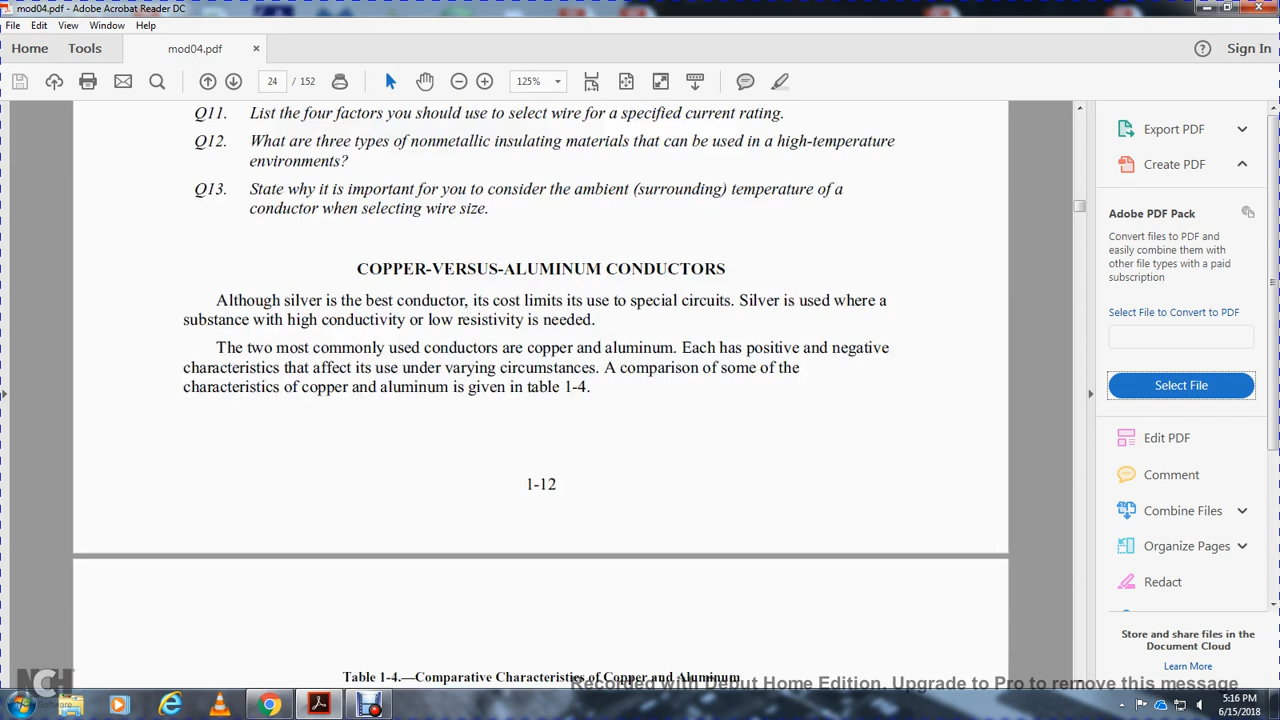 mod04.pdf - Adobe Acrobat Reader DC
File Edit View Window Help
Home Tools mod04.pdf × ? Sign In
24 / 152 125%
Q11. List the four factors you should use to select wire for a specified current rating.
Q12. What are three types of nonmetallic insulating materials that can be used in a high-temperature
environments?
Q13. State why it is important for you to consider the ambient (surrounding) temperature of a
conductor when selecting wire size.
COPPER-VERSUS-ALUMINUM CONDUCTORS
Although silver is the best conductor, its cost limits its use to special circuits. Silver is used where a
substance with high conductivity or low resistivity is needed.
The two most commonly used conductors are copper and aluminum. Each has positive and negative
characteristics that affect its use under varying circumstances. A comparison of some of the
characteristics of copper and aluminum is given in table 1-4.
1-12
Table 1-4.—Comparative Characteristics of Copper and Aluminum
Export PDF
Create PDF
Adobe PDF Pack
Convert files to PDF and
easily combine them with
other file types with a paid
subscription
Select File to Convert to PDF
Select File
Edit PDF
Comment
Combine Files
Organize Pages
Redact
Store and share files in the
Document Cloud
Learn More
Recorded with Debut Home Edition, Upgrade to Pro to remove this message
NCH
Software
5:16 PM
6/15/2018